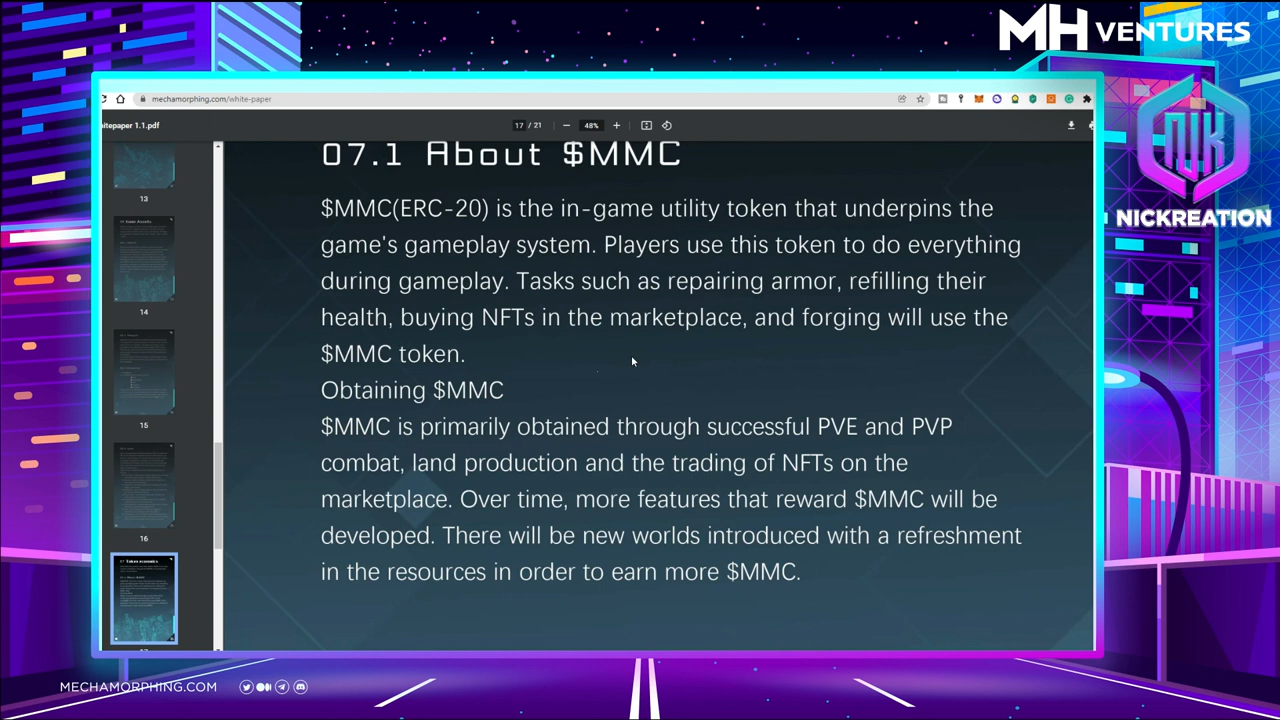 MH VENTURES
mechamorphing.com/white-paper
hitepaper 1.1.pdf
17 / 21
48%
NICKREATION
13
14
15
16
07.1 About $MMC
$MMC(ERC-20) is the in-game utility token that underpins the
game's gameplay system. Players use this token to do everything
during gameplay. Tasks such as repairing armor, refilling their
health, buying NFTs in the marketplace, and forging will use the
$MMC token.
Obtaining $MMC
$MMC is primarily obtained through successful PVE and PVP
combat, land production and the trading of NFTs on the
marketplace. Over time, more features that reward $MMC will be
developed. There will be new worlds introduced with a refreshment
in the resources in order to earn more $MMC.
MECHAMORPHING.COM